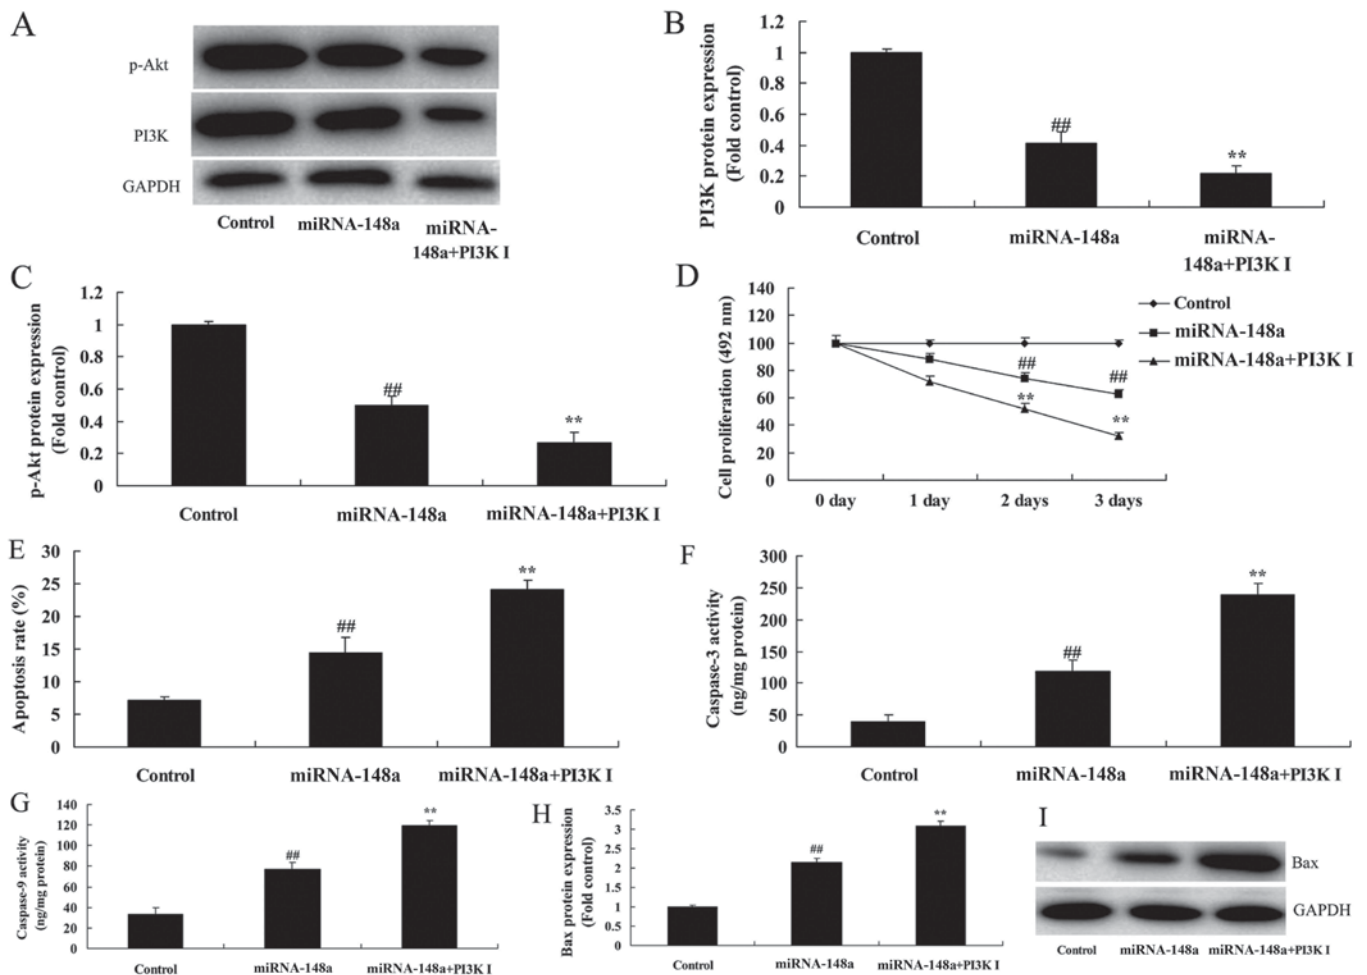 A
p-Akt
PI3K
GAPDH
Control
miRNA-148a
miRNA-
148a+PI3K I
B
PI3K protein expression
(Fold control)
1.2
1
0.8
0.6
0.4
0.2
0
##
**
Control
miRNA-148a
miRNA-
148a+PI3K I
C
p-Akt protein expression
(Fold control)
1.2
1
0.8
0.6
0.4
0.2
0
##
**
Control
miRNA-148a
miRNA-148a+PI3K I
D
Cell proliferation (492 nm)
140
120
100
80
60
40
20
0
##
##
**
**
0 day
1 day
2 days
3 days
Control
miRNA-148a
miRNA-148a+PI3K I
E
Apoptosis rate (%)
30
25
20
15
10
5
0
##
**
Control
miRNA-148a
miRNA-148a+PI3K I
F
Caspase-3 activity
(ng/mg protein)
300
250
200
150
100
50
0
##
**
Control
miRNA-148a
miRNA-148a+PI3K I
G
Caspase-9 activity
(ng/mg protein)
140
120
100
80
60
40
20
0
##
**
Control
miRNA-148a
miRNA-148a+PI3K I
H
Bax protein expression
(Fold control)
3.5
3
2.5
2
1.5
1
0.5
0
##
**
Control
miRNA-148a
miRNA-148a+PI3K I
I
Bax
GAPDH
Control
miRNA-148a
miRNA-148a+PI3K I